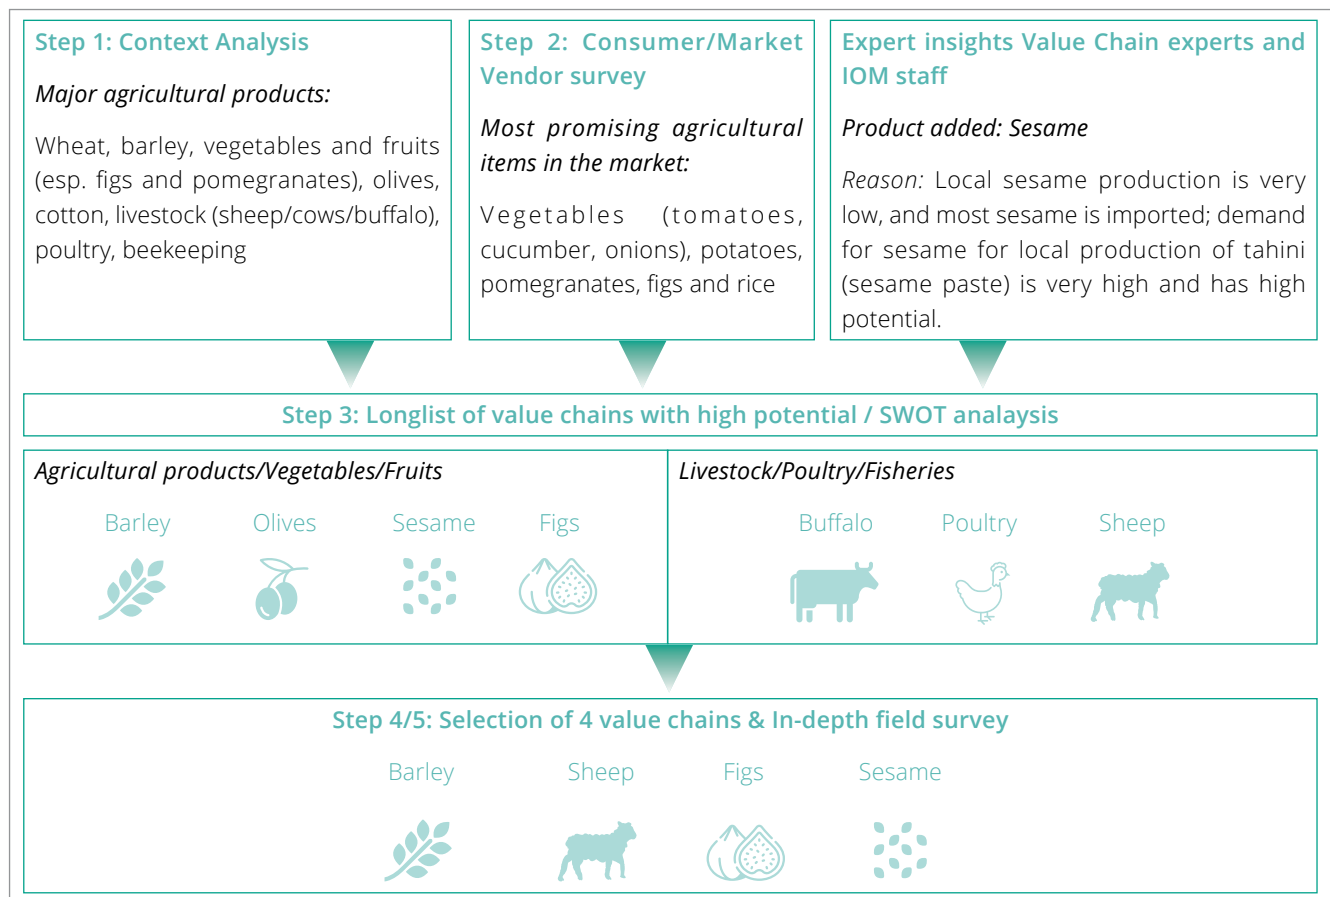 Step 1: Context Analysis
Major agricultural products:
Wheat, barley, vegetables and fruits
(esp. figs and pomegranates), olives,
cotton, livestock (sheep/cows/buffalo),
poultry, beekeeping
Step 2: Consumer/Market
Vendor survey
Most promising agricultural
items in the market:
Vegetables (tomatoes,
cucumber, onions), potatoes,
pomegranates, figs and rice
Expert insights Value Chain experts and
IOM staff
Product added: Sesame
Reason: Local sesame production is very
low, and most sesame is imported; demand
for sesame for local production of tahini
(sesame paste) is very high and has high
potential.
Step 3: Longlist of value chains with high potential / SWOT analaysis
Agricultural products/Vegetables/Fruits
Barley Olives Sesame Figs
Livestock/Poultry/Fisheries
Buffalo Poultry Sheep
Step 4/5: Selection of 4 value chains & In-depth field survey
Barley Sheep Figs Sesame